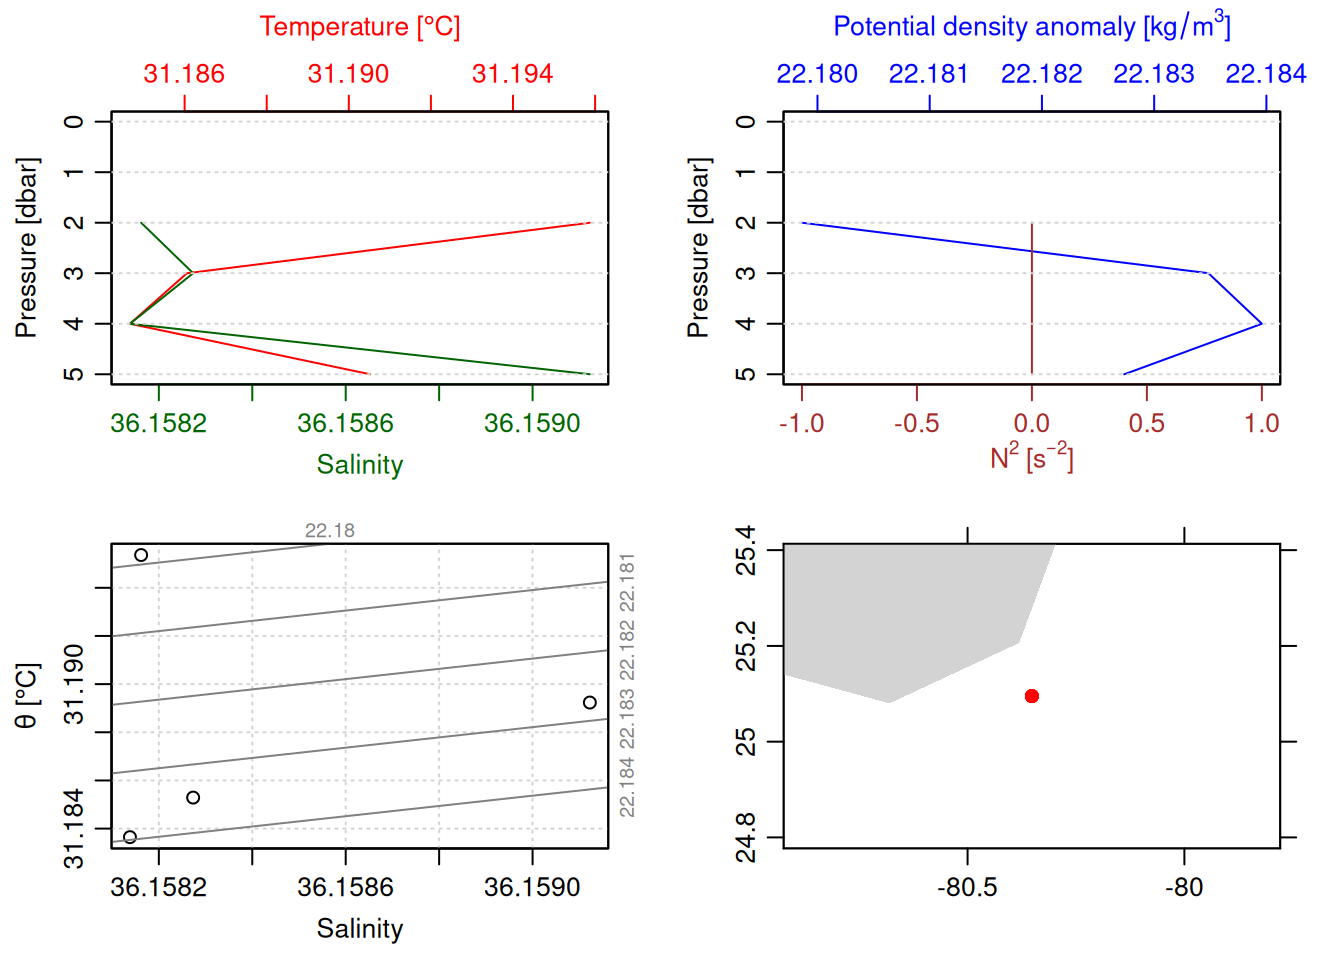 Temperature [°C]
31.186 31.190 31.194
Pressure [dbar]
0
1
2
3
4
5
36.1582 36.1586 36.1590
Salinity
Potential density anomaly [kg/m³]
22.180 22.181 22.182 22.183 22.184
Pressure [dbar]
0
1
2
3
4
5
-1.0 -0.5 0.0 0.5 1.0
N² [s⁻²]
22.18
θ [°C]
31.190
31.184
22.181
22.182
22.183
22.184
36.1582 36.1586 36.1590
Salinity
25.4
25.2
25
24.8
-80.5 -80